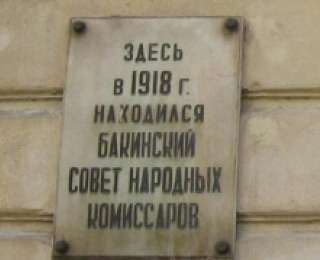 ЗДЕСЬ
В 1918 Г.
НАХОДИЛСЯ
БАКИНСКИЙ
СОВЕТ НАРОДНЫХ
КОМИССАРОВ